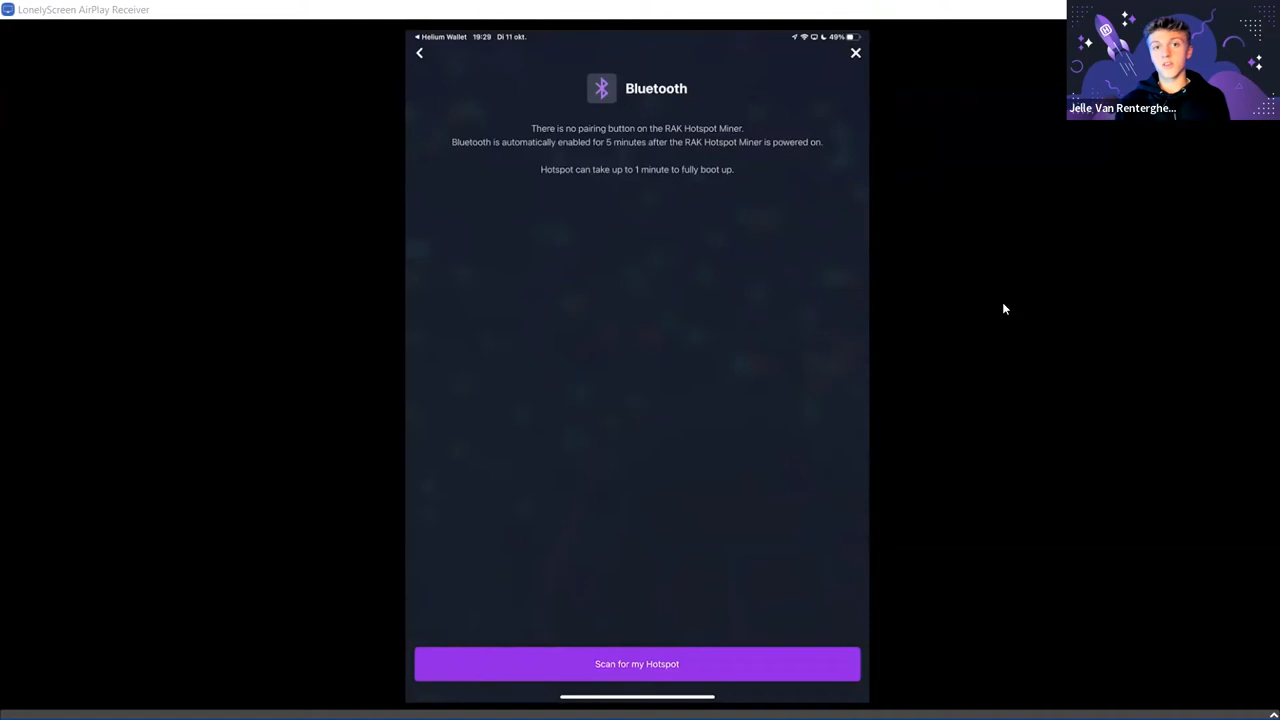 LonelyScreen AirPlay Receiver
Helium Wallet 19:29 Di 11 okt.
49%
Bluetooth
There is no pairing button on the RAK Hotspot Miner.
Bluetooth is automatically enabled for 5 minutes after the RAK Hotspot Miner is powered on.
Hotspot can take up to 1 minute to fully boot up.
Scan for my Hotspot
Jelle Van Renterghe...